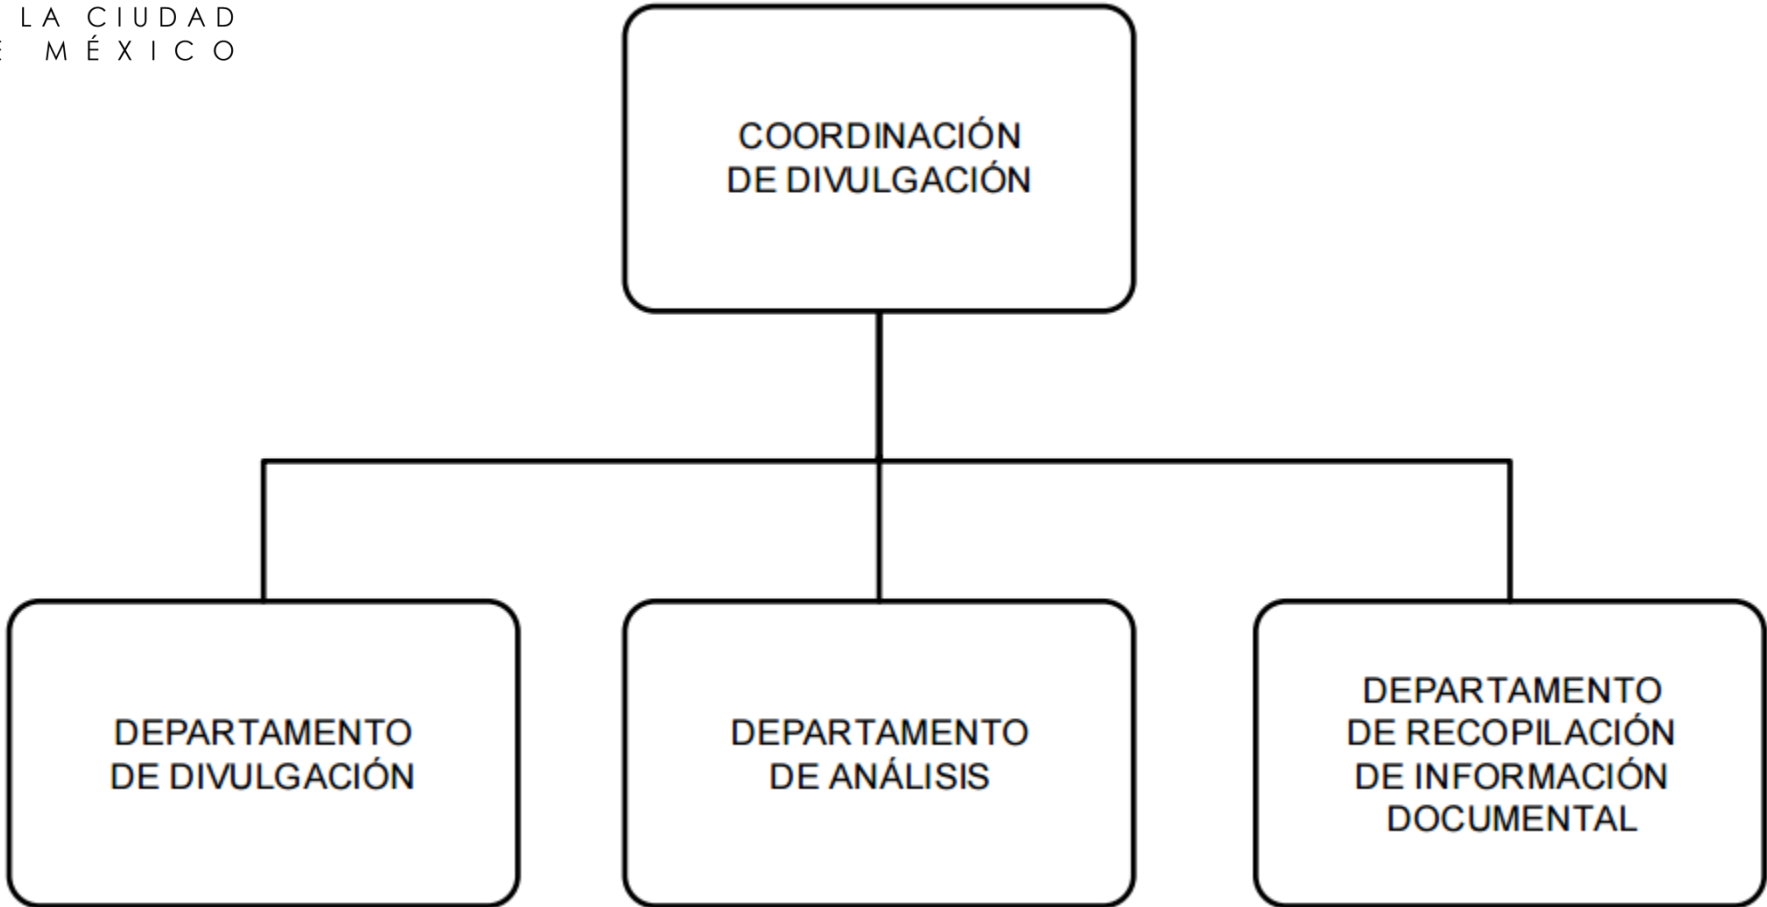 LA CIUDAD
MÉXICO
COORDINACIÓN
DE DIVULGACIÓN
DEPARTAMENTO
DE DIVULGACIÓN
DEPARTAMENTO
DE ANÁLISIS
DEPARTAMENTO
DE RECOPILACIÓN
DE INFORMACIÓN
DOCUMENTAL